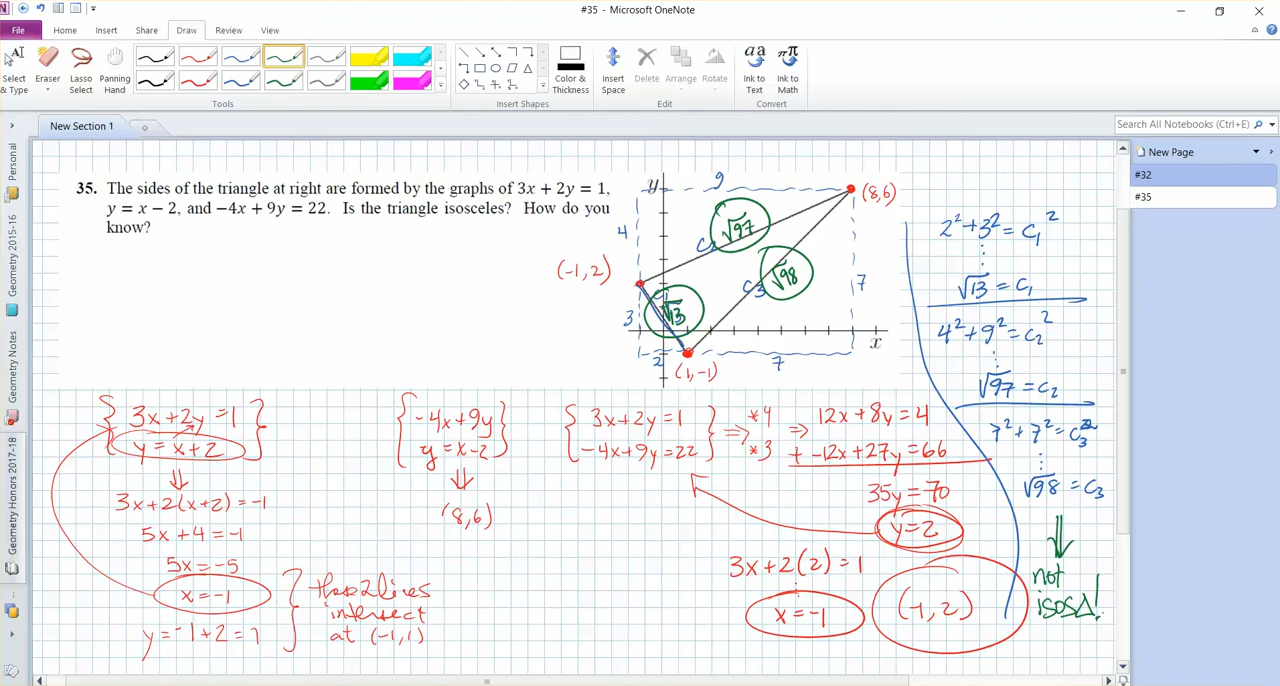 #35 - Microsoft OneNote
File Home Insert Share Draw Review View
Select & Type
Eraser
Lasso Select
Panning Hand
Color & Thickness
Insert Space
Delete
Arrange
Rotate
Ink to Text
Ink to Math
Tools
Insert Shapes
Edit
Convert
New Section 1
Search All Notebooks (Ctrl+E)
Personal
Geometry 2015-16
Geometry Notes
Geometry Honors 2017-18
New Page
#32
#35
35. The sides of the triangle at right are formed by the graphs of 3x + 2y = 1,
y = x − 2, and −4x + 9y = 22. Is the triangle isosceles? How do you
know?
y
9
(8,6)
4
√97
C₂
(-1,2)
√98
C₃
7
√13
3
x
2
7
(1,-1)
2² + 3² = C₁²
√13 = C₁
4² + 9² = C₂²
√97 = C₂
7² + 7² = C₃²
√98 = C₃
not
isosΔ!
3x+2y=1
y=x+2
3x+2(x+2)=-1
5x+4=-1
5x=-5
x=-1
y=-1+2=1
these 2 lines
intersect
at (-1,1)
-4x+9y
y=x-2
(8,6)
3x+2y=1
-4x+9y=22
⇒
*4
*3
⇒ 12x+8y=4
+ -12x+27y=66
35y=70
y=2
3x+2(2)=1
x=-1
(-1,2)